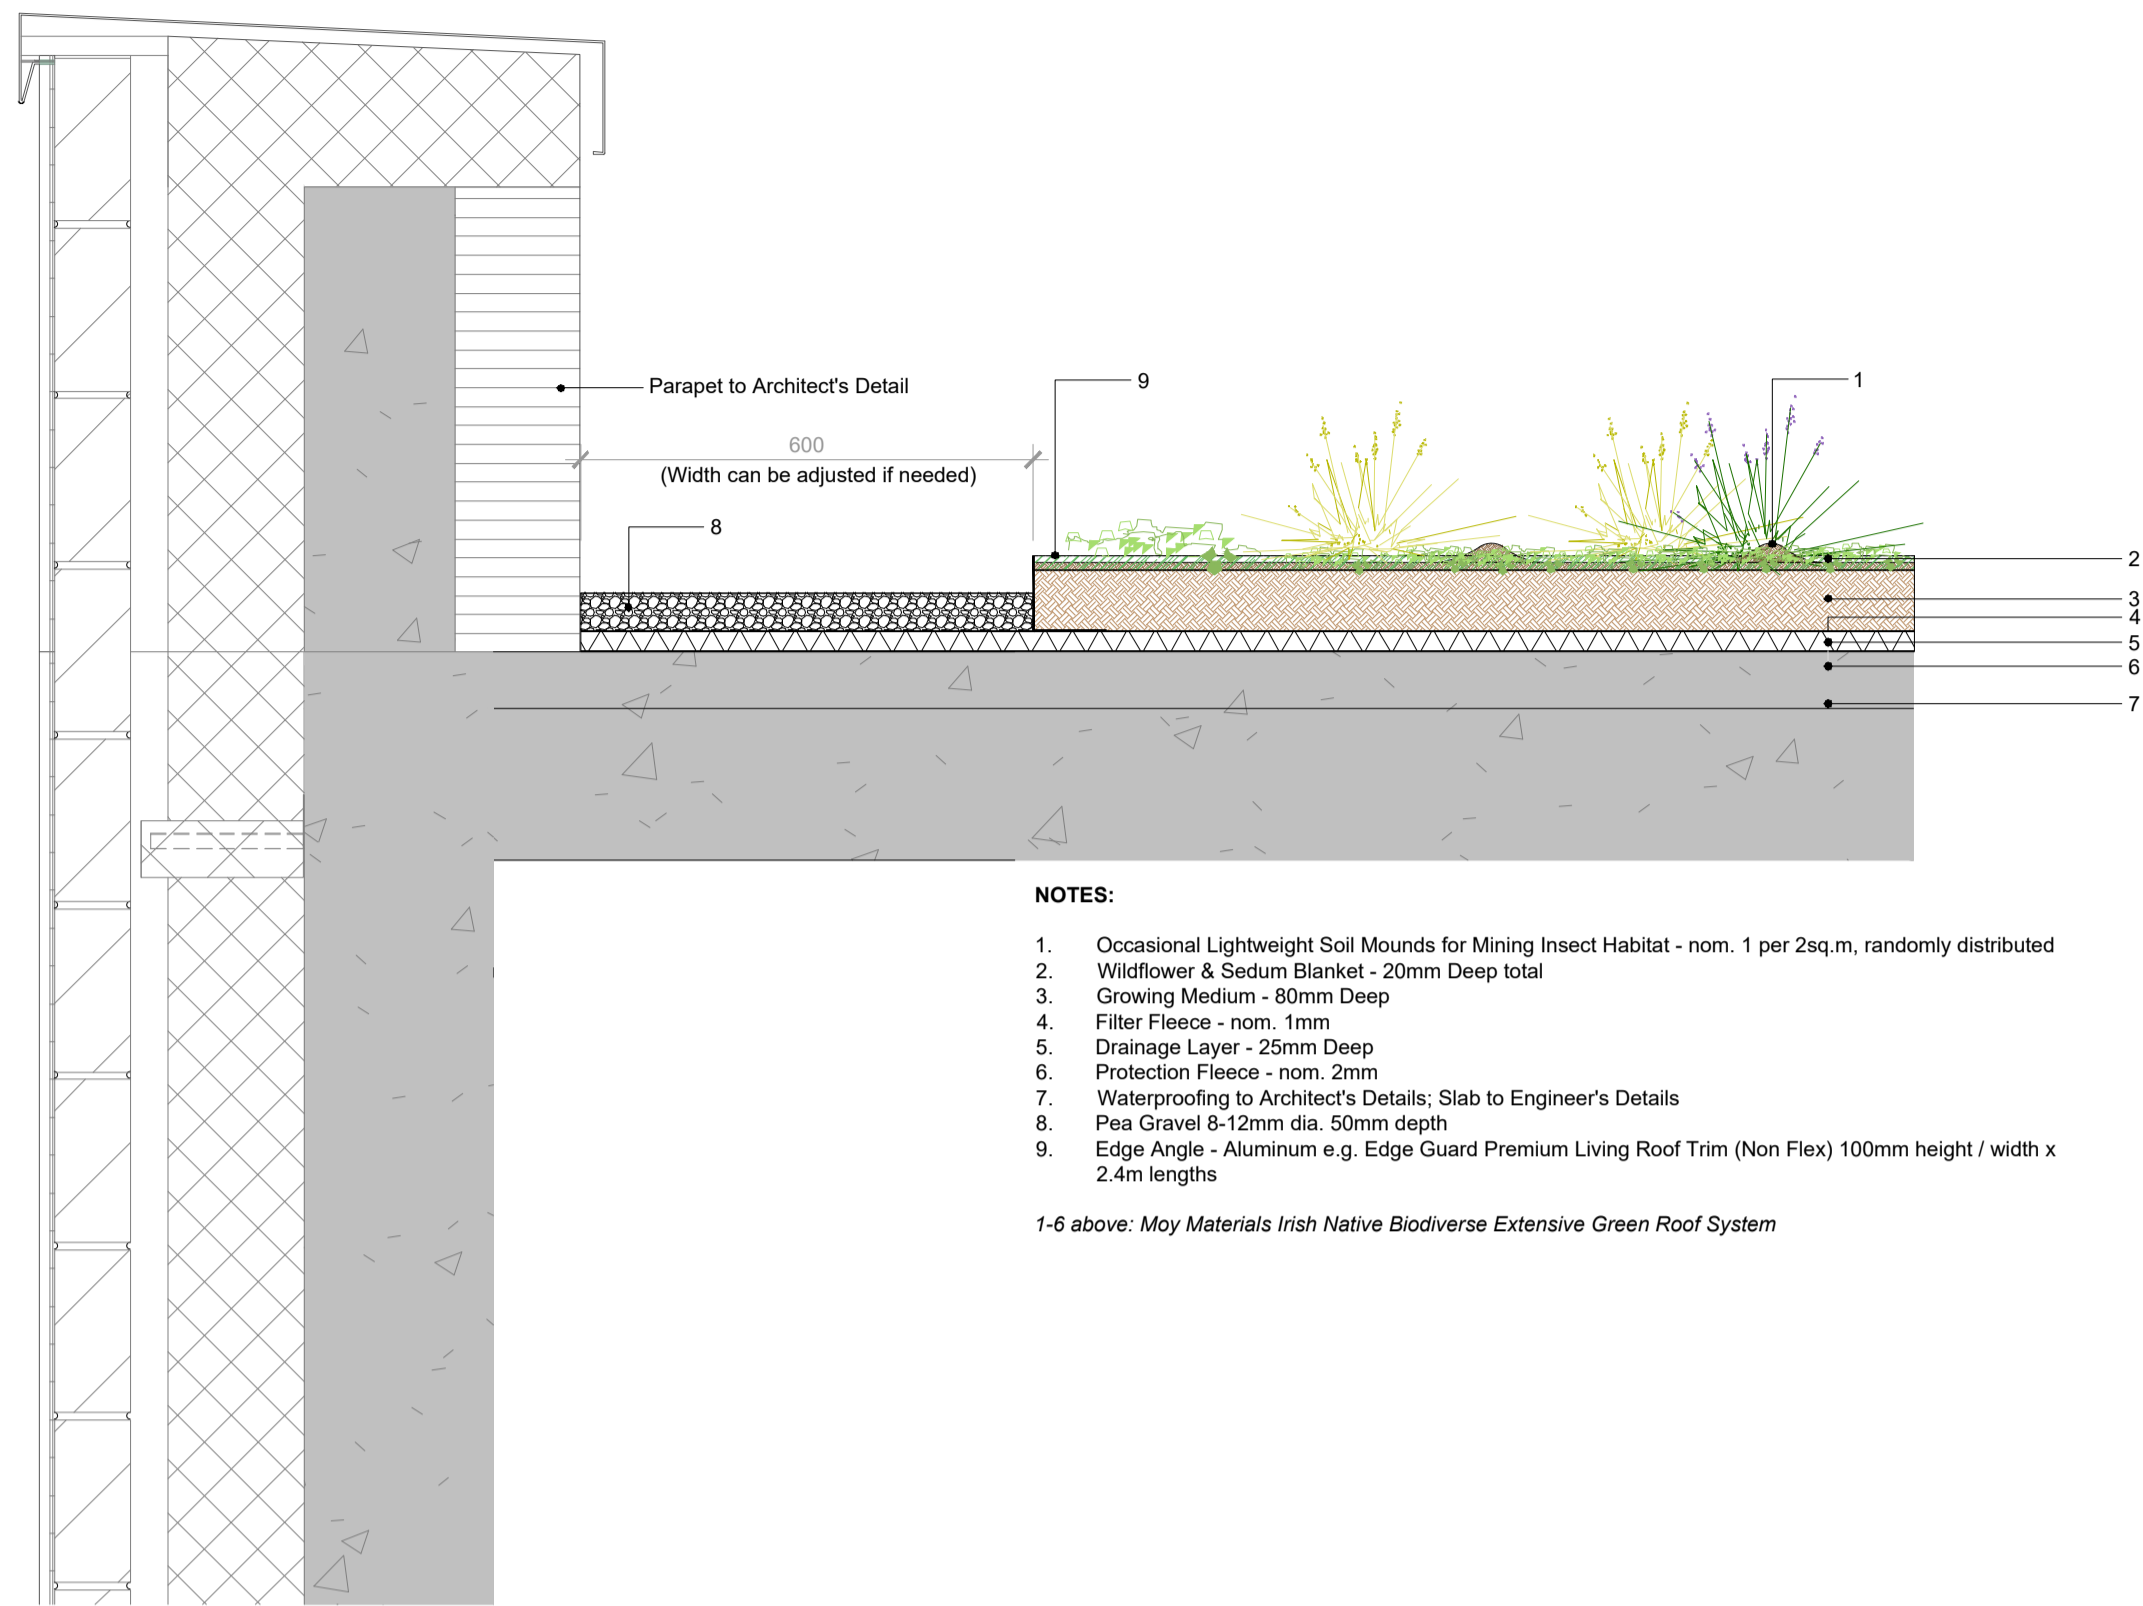 Parapet to Architect's Detail
9
1
600
(Width can be adjusted if needed)
8
2
3
4
5
6
7
NOTES:
1. Occasional Lightweight Soil Mounds for Mining Insect Habitat - nom. 1 per 2sq.m, randomly distributed
2. Wildflower & Sedum Blanket - 20mm Deep total
3. Growing Medium - 80mm Deep
4. Filter Fleece - nom. 1mm
5. Drainage Layer - 25mm Deep
6. Protection Fleece - nom. 2mm
7. Waterproofing to Architect's Details; Slab to Engineer's Details
8. Pea Gravel 8-12mm dia. 50mm depth
9. Edge Angle - Aluminum e.g. Edge Guard Premium Living Roof Trim (Non Flex) 100mm height / width x
2.4m lengths
1-6 above: Moy Materials Irish Native Biodiverse Extensive Green Roof System